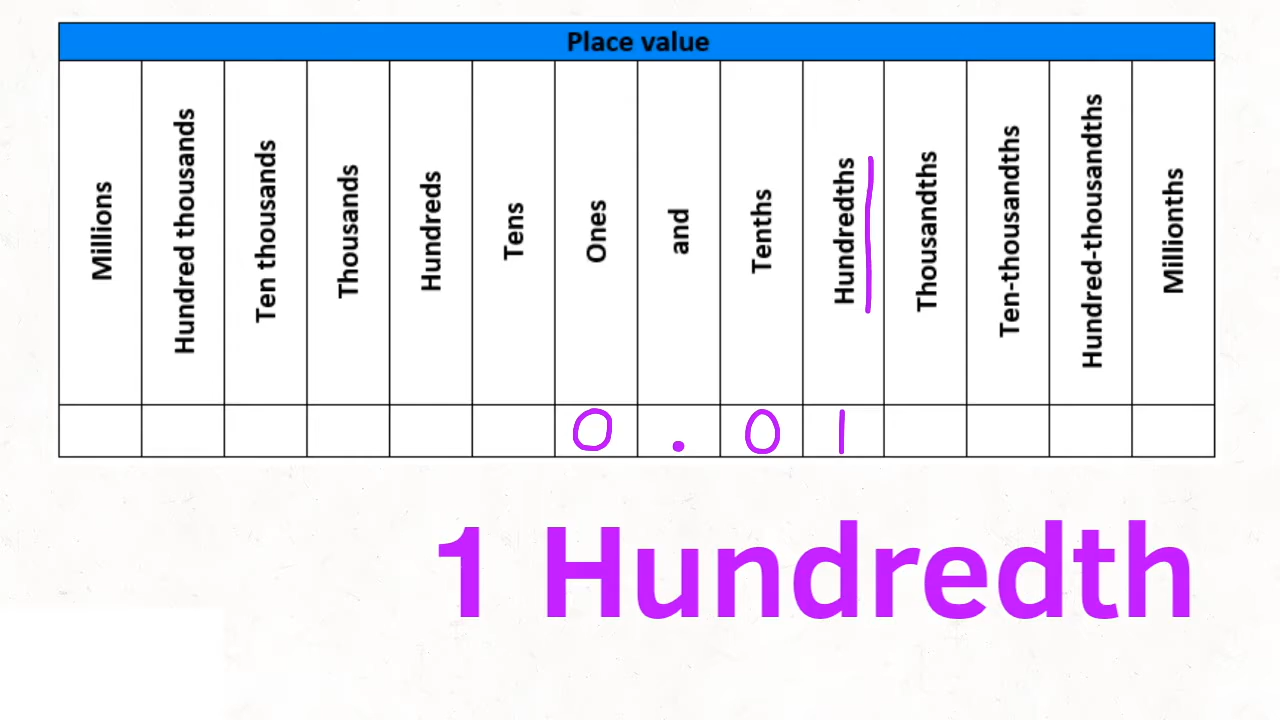 Place value
Millions
Hundred thousands
Ten thousands
Thousands
Hundreds
Tens
Ones
and
Tenths
Hundredths
Thousandths
Ten-thousandths
Hundred-thousandths
Millionths
0 . 0 1
1 Hundredth